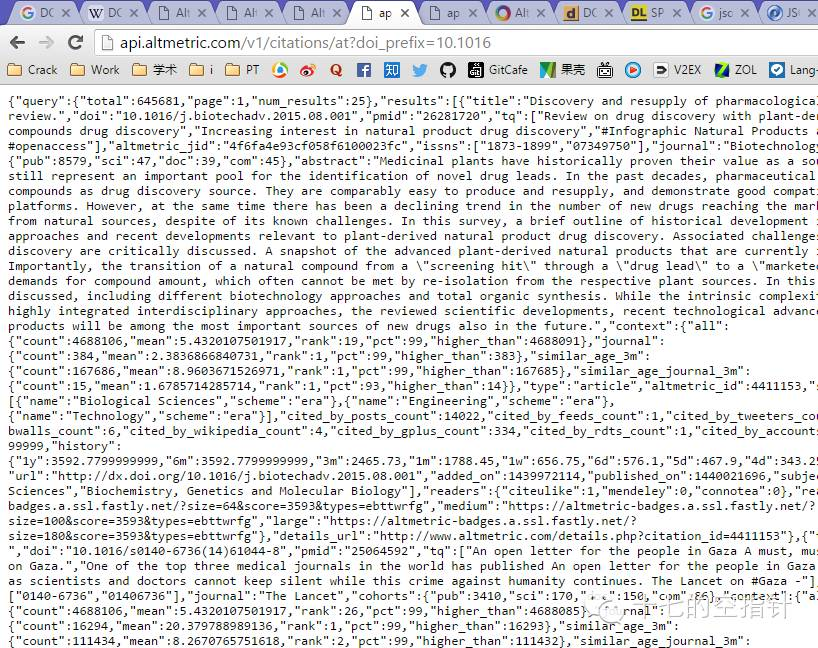 DC
DC
Alt
Alt
Alt
ap
ap
Alt
DC
SP
jsc
JSO
api.altmetric.com/v1/citations/at?doi_prefix=10.1016
Crack Work 学术 i PT GitCafe 果壳 V2EX ZOL Lang-
{"query":{"total":645681,"page":1,"num_results":25},"results":[{"title":"Discovery and resupply of pharmacological
review.","doi":"10.1016/j.biotechadv.2015.08.001","pmid":"26281720","tq":["Review on drug discovery with plant-de
compounds drug discovery","Increasing interest in natural product drug discovery","#Infographic Natural Products &
#openaccess"],"altmetric_jid":"4f6fa4e93cf058f6100023fc","issns":["1873-1899","07349750"],"journal":"Biotechnology
{"pub":8579,"sci":47,"doc":39,"com":45},"abstract":"Medicinal plants have historically proven their value as a sou
still represent an important pool for the identification of novel drug leads. In the past decades, pharmaceutical
compounds as drug discovery source. They are comparably easy to produce and resupply, and demonstrate good compati
platforms. However, at the same time there has been a declining trend in the number of new drugs reaching the mark
from natural sources, despite of its known challenges. In this survey, a brief outline of historical development i
approaches and recent developments relevant to plant-derived natural product drug discovery. Associated challenges
discovery are critically discussed. A snapshot of the advanced plant-derived natural products that are currently i
Importantly, the transition of a natural compound from a \"screening hit\" through a \"drug lead\" to a \"marketed
demands for compound amount, which often cannot be met by re-isolation from the respective plant sources. In this
discussed, including different biotechnology approaches and total organic synthesis. While the intrinsic complexit
highly integrated interdisciplinary approaches, the reviewed scientific developments, recent technological advance
products will be among the most important sources of new drugs also in the future.","context":{"all":
{"count":4688106,"mean":5.4320107501917,"rank":19,"pct":99,"higher_than":4688091},"journal":
{"count":384,"mean":2.3836866840731,"rank":1,"pct":99,"higher_than":383},"similar_age_3m":
{"count":167686,"mean":8.9603671526971,"rank":1,"pct":99,"higher_than":167685},"similar_age_journal_3m":
{"count":15,"mean":1.6785714285714,"rank":1,"pct":93,"higher_than":14}},"type":"article","altmetric_id":4411153,"s
[{"name":"Biological Sciences","scheme":"era"},{"name":"Engineering","scheme":"era"},
{"name":"Technology","scheme":"era"}],"cited_by_posts_count":14022,"cited_by_feeds_count":1,"cited_by_tweeters_cou
bwalls_count":6,"cited_by_wikipedia_count":4,"cited_by_gplus_count":334,"cited_by_rdts_count":1,"cited_by_accounts
99999,"history":
{"1y":3592.7799999999,"6m":3592.7799999999,"3m":2465.73,"1m":1788.45,"1w":656.75,"6d":576.1,"5d":467.9,"4d":343.25
"url":"http://dx.doi.org/10.1016/j.biotechadv.2015.08.001","added_on":1439972114,"published_on":1440021696,"subje
Sciences","Biochemistry, Genetics and Molecular Biology"],"readers":{"citeulike":1,"mendeley":0,"connotea":0},"rea
badges.a.ssl.fastly.net/?size=64&score=3593&types=ebttwrfg","medium":"https://altmetric-badges.a.ssl.fastly.net/?
size=100&score=3593&types=ebttwrfg","large":"https://altmetric-badges.a.ssl.fastly.net/?
size=180&score=3593&types=ebttwrfg"},"details_url":"http://www.altmetric.com/details.php?citation_id=4411153"},{"t
","doi":"10.1016/s0140-6736(14)61044-8","pmid":"25064592","tq":["An open letter for the people in Gaza A must, mus
on Gaza.","One of the top three medical journals in the world has published An open letter for the people in Gaza
as scientists and doctors cannot keep silent while this crime against humanity continues. The Lancet on #Gaza -"],
["0140-6736","01406736"],"journal":"The Lancet","cohorts":{"pub":3410,"sci":170,"doc":150,"com":86},"context":{"al
{"count":4688106,"mean":5.4320107501917,"rank":26,"pct":99,"higher_than":4688085},"journal":
{"count":16294,"mean":20.379788989136,"rank":1,"pct":99,"higher_than":16293},"similar_age_3m":
{"count":111434,"mean":8.2670765751618,"rank":2,"pct":99,"higher_than":111432},"similar_age_journal_3m":
十七的空指针